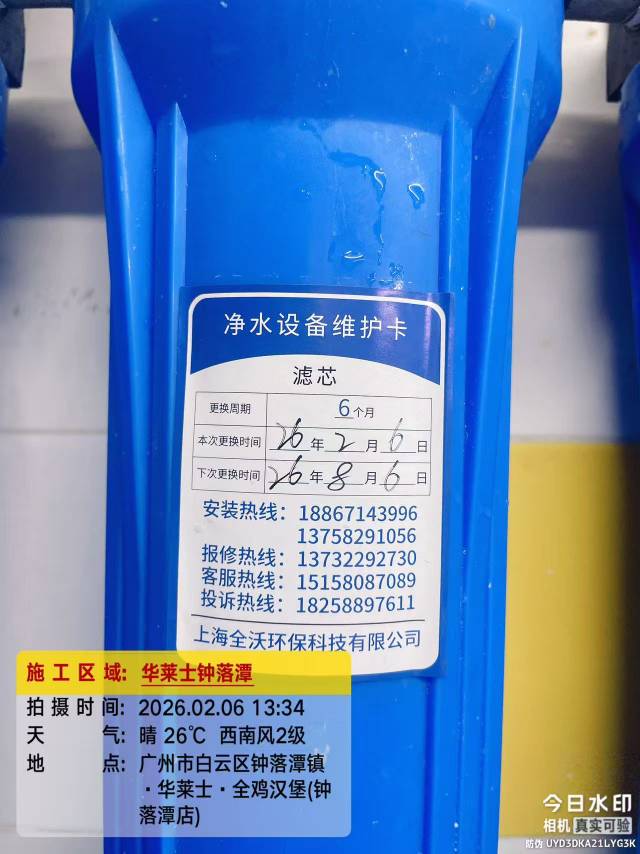 净水设备维护卡
滤芯
更换周期 6个月
本次更换时间 26年2月6日
下次更换时间 26年8月6日
安装热线：18867143996
13758291056
报修热线：13732292730
客服热线：15158087089
投诉热线：18258897611
上海全沃环保科技有限公司
施工区域：华莱士钟落潭
拍摄时间：2026.02.06 13:34
天气：晴 26℃ 西南风2级
地点：广州市白云区钟落潭镇
·华莱士·全鸡汉堡(钟
落潭店)
今日水印
相机 真实可验
防伪 UYD3DKA21LYG3K